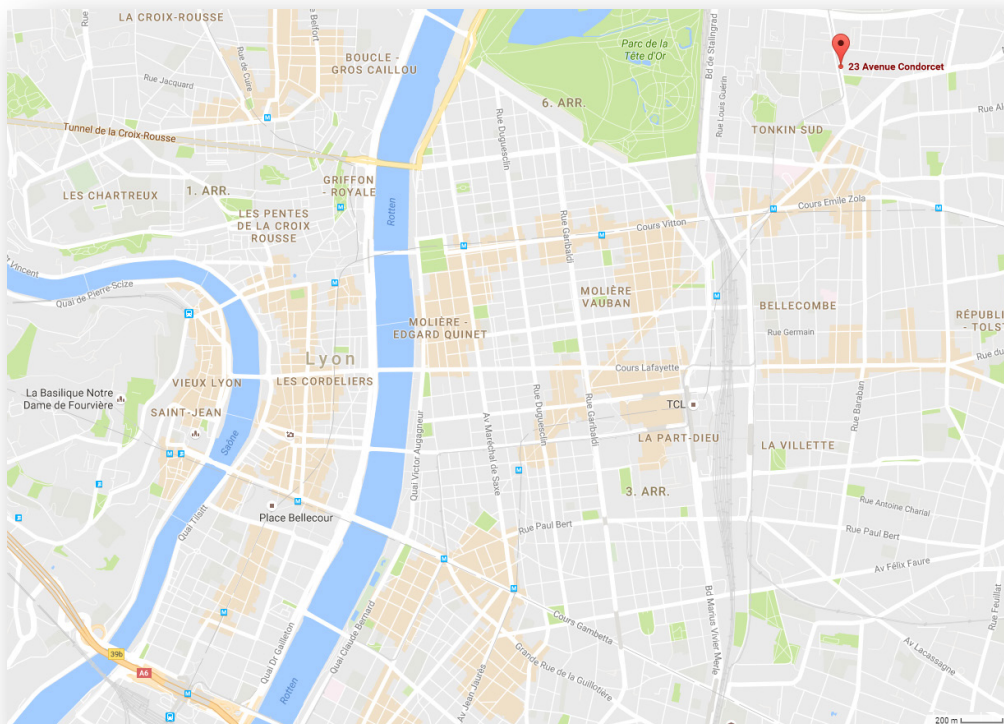 LA CROIX-ROUSSE
Rue
Rue de Cuire
Belfort
BOUCLE -
GROS CAILLOU
Rue Jacquard
Parc de la
Tête d'Or
Bd de Stalingrad
Rue Louis Guérin
23 Avenue Condorcet
6. ARR.
Rue Duguesclin
TONKIN SUD
Tunnel de la Croix-Rousse
LES CHARTREUX
1. ARR.
GRIFFON
- ROYALE
LES PENTES
DE LA CROIX
ROUSSE
Rotten
Rue Garibaldi
Cours Vitton
Cours Emile Zola
St Vincent
Quai de Pierre Scize
MOLIÈRE
VAUBAN
BELLECOMBE
MOLIÈRE -
EDGARD QUINET
Rue Germain
RÉPUBLI
- TOLST
Rue du
Lyon
LES CORDELIERS
VIEUX LYON
Cours Lafayette
La Basilique Notre
Dame de Fourvière
SAINT-JEAN
Saône
Quai Victor Augagneur
Av Maréchal de Saxe
Rue Duguesclin
Rue Garibaldi
TCL
LA PART-DIEU
LA VILLETTE
Rue Baraban
3. ARR.
Quai Tilsitt
Place Bellecour
Rue Paul Bert
Rue Antoine Charial
Rue Paul Bert
Av Félix Faure
Rue Feuillat
Quai Claude Bernard
Quai Dr Gailleton
Cours Gambetta
Grande Rue de la Guillotière
Bd Marius Vivier Merle
Av Lacassagne
Av Jean Jaurès
39b
A6
Rotten
200 m